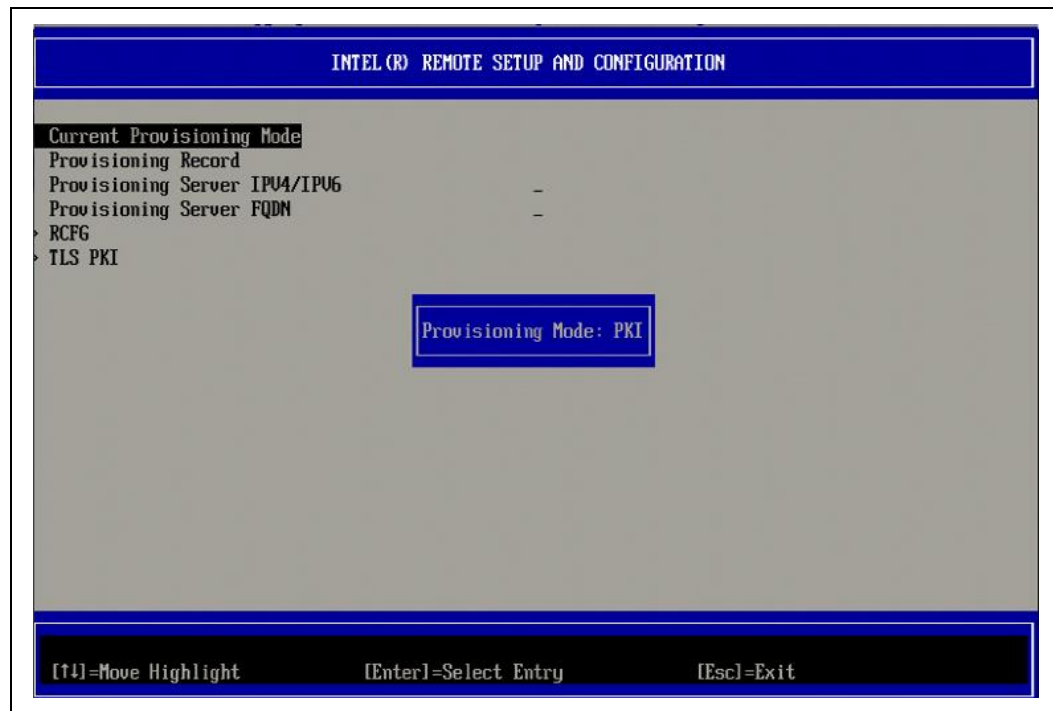 INTEL(R) REMOTE SETUP AND CONFIGURATION
Current Provisioning Mode
Provisioning Record
Provisioning Server IPV4/IPV6 _
Provisioning Server FQDN _
> RCFG
> TLS PKI
Provisioning Mode: PKI
[↑↓]=Move Highlight [Enter]=Select Entry [Esc]=Exit